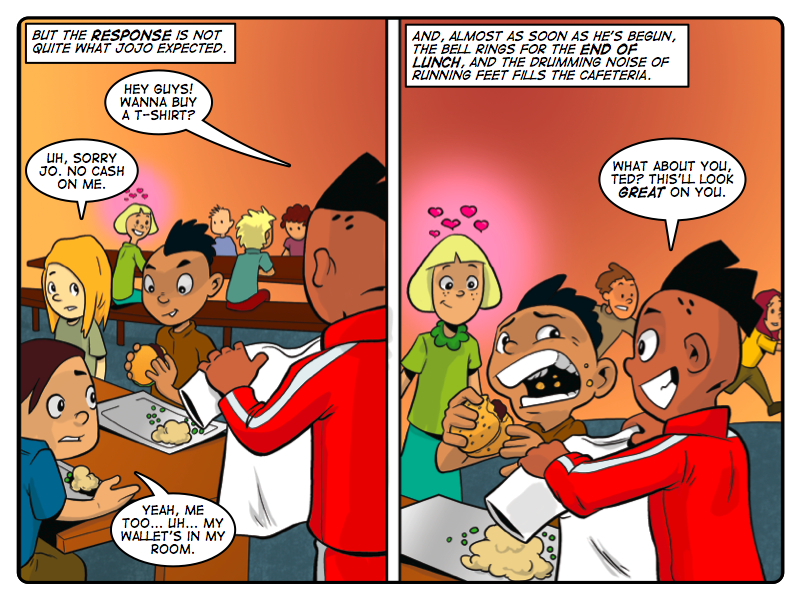 BUT THE RESPONSE IS NOT
QUITE WHAT JOJO EXPECTED.
HEY GUYS!
WANNA BUY
A T-SHIRT?
UH, SORRY
JO. NO CASH
ON ME.
YEAH, ME
TOO... UH... MY
WALLET'S IN MY
ROOM.
AND, ALMOST AS SOON AS HE'S BEGUN,
THE BELL RINGS FOR THE END OF
LUNCH, AND THE DRUMMING NOISE OF
RUNNING FEET FILLS THE CAFETERIA.
WHAT ABOUT YOU,
TED? THIS'LL LOOK
GREAT ON YOU.